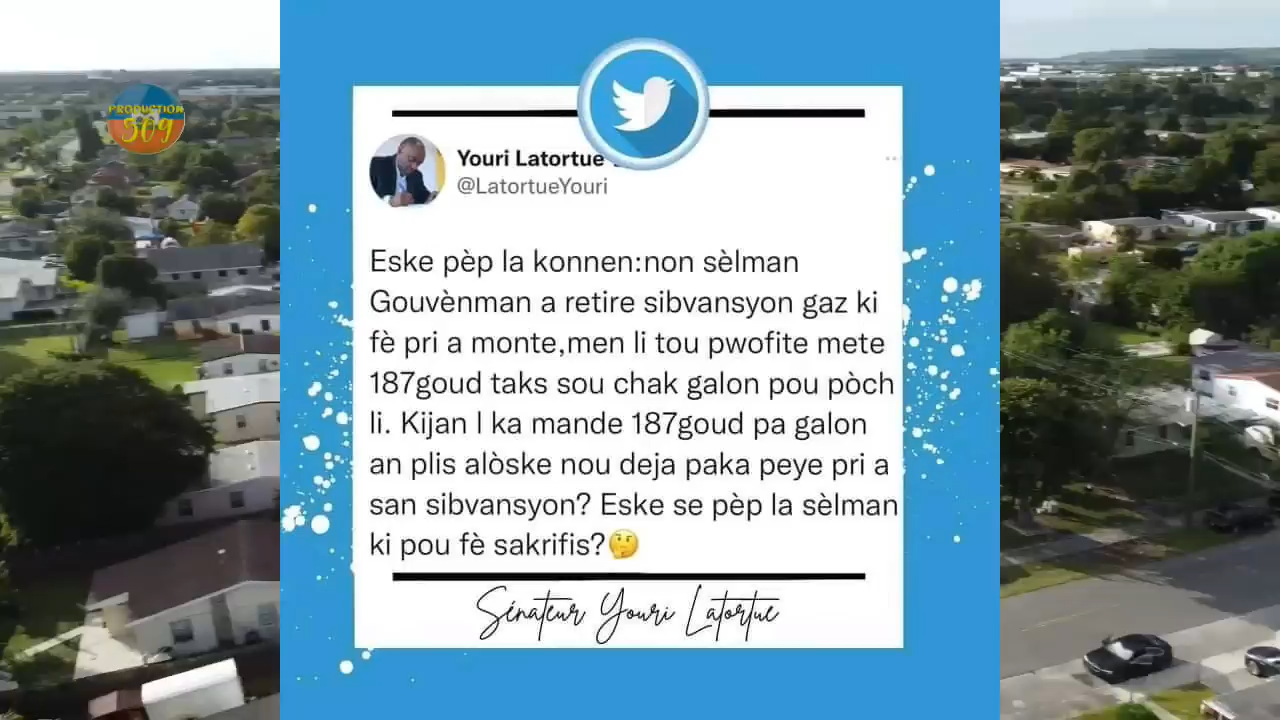 PRODUCTION
509
Youri Latortue
@LatortueYouri
Eske pèp la konnen:non sèlman
Gouvènman a retire sibvansyon gaz ki
fè pri a monte,men li tou pwofite mete
187goud taks sou chak galon pou pòch
li. Kijan l ka mande 187goud pa galon
an plis alòske nou deja paka peye pri a
san sibvansyon? Eske se pèp la sèlman
ki pou fè sakrifis?🤔
Sénateur Youri Latortue